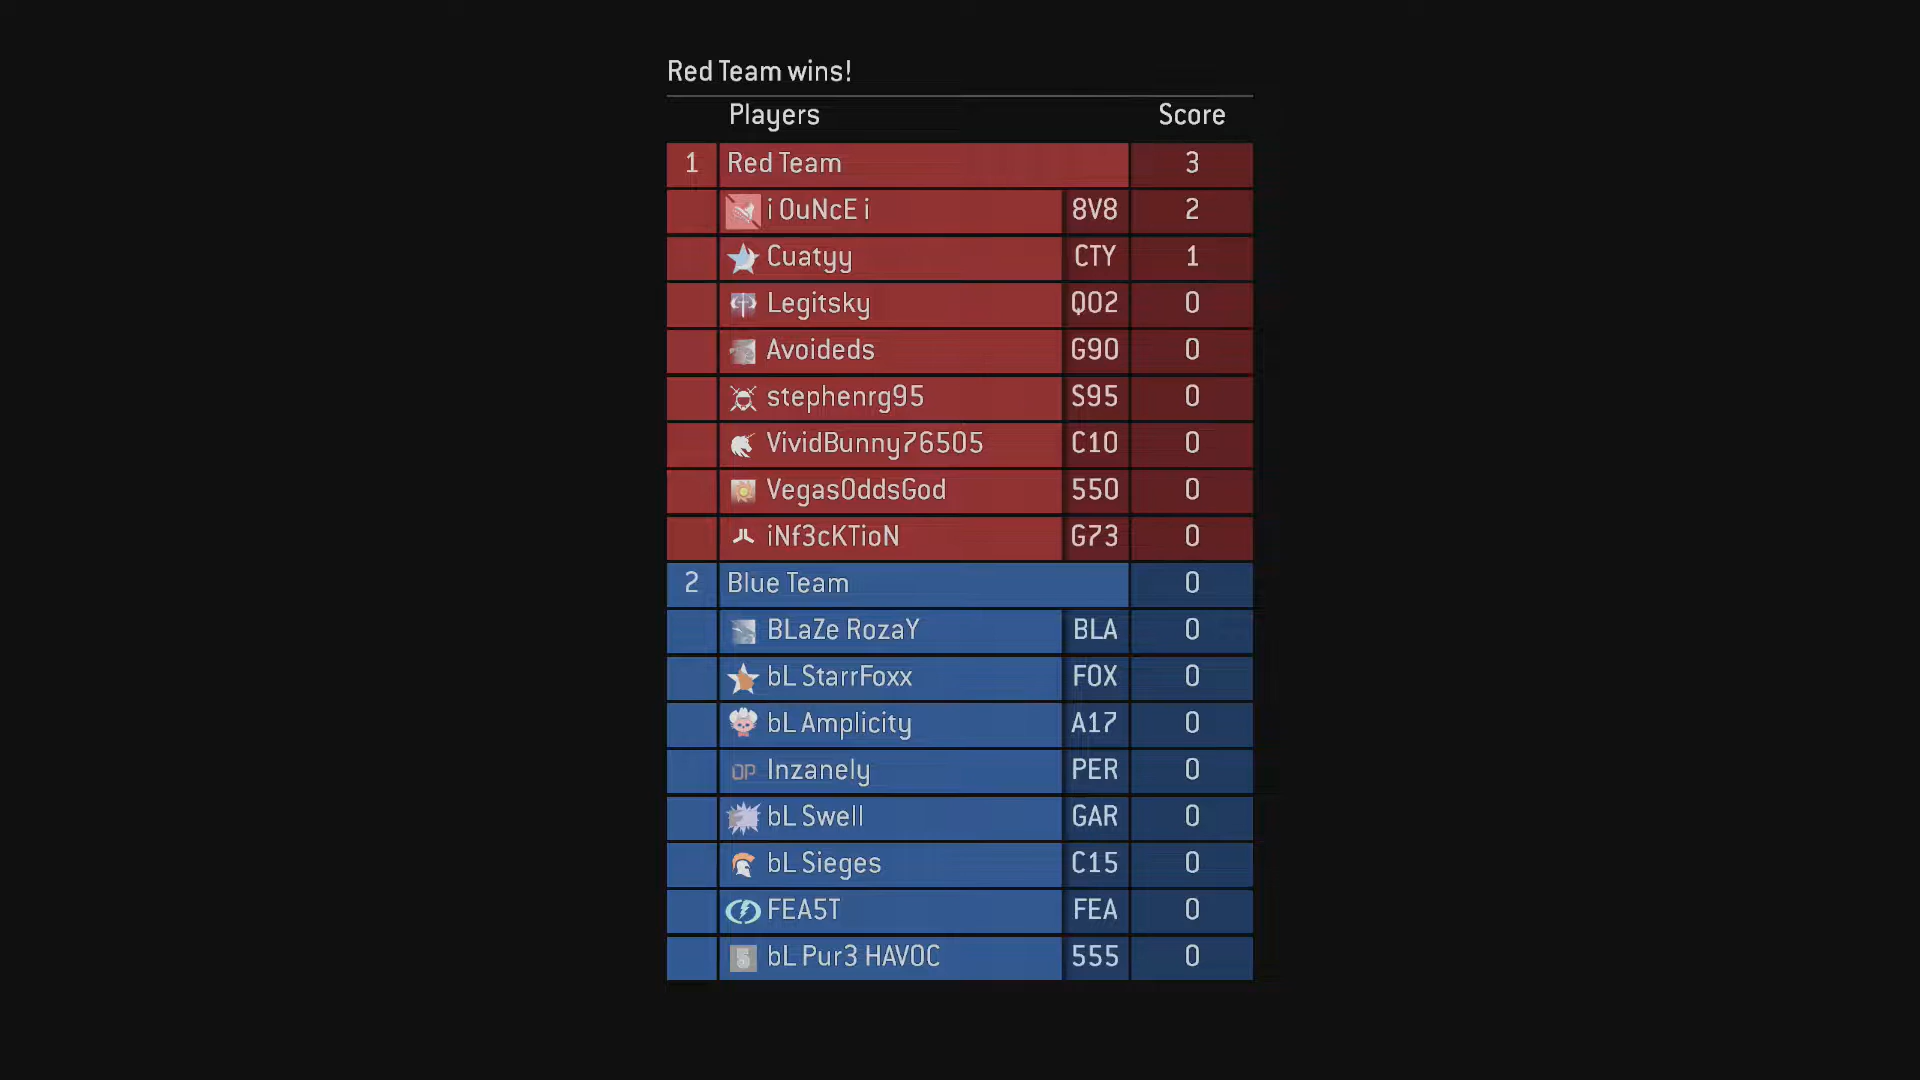 Red Team wins!
Players Score
1 Red Team 3
i OuNcE i 8V8 2
Cuatyy CTY 1
Legitsky QO2 0
Avoideds G90 0
stephenrg95 S95 0
VividBunny76505 C10 0
VegasOddsGod 550 0
iNf3cKTioN G73 0
2 Blue Team 0
BLaZe RozaY BLA 0
bL StarrFoxx FOX 0
bL Amplicity A17 0
OP Inzanely PER 0
bL Swell GAR 0
bL Sieges C15 0
FEA5T FEA 0
5 bL Pur3 HAVOC 555 0